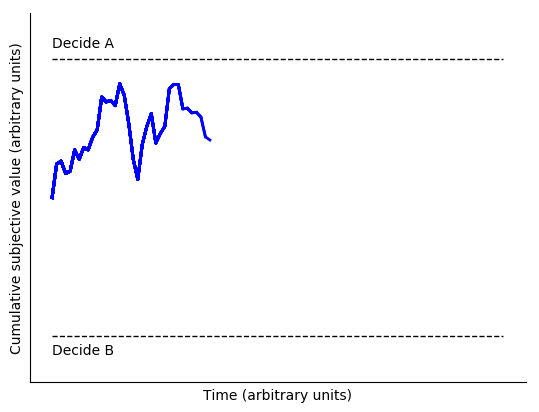 Decide A
Cumulative subjective value (arbitrary units)
Decide B
Time (arbitrary units)